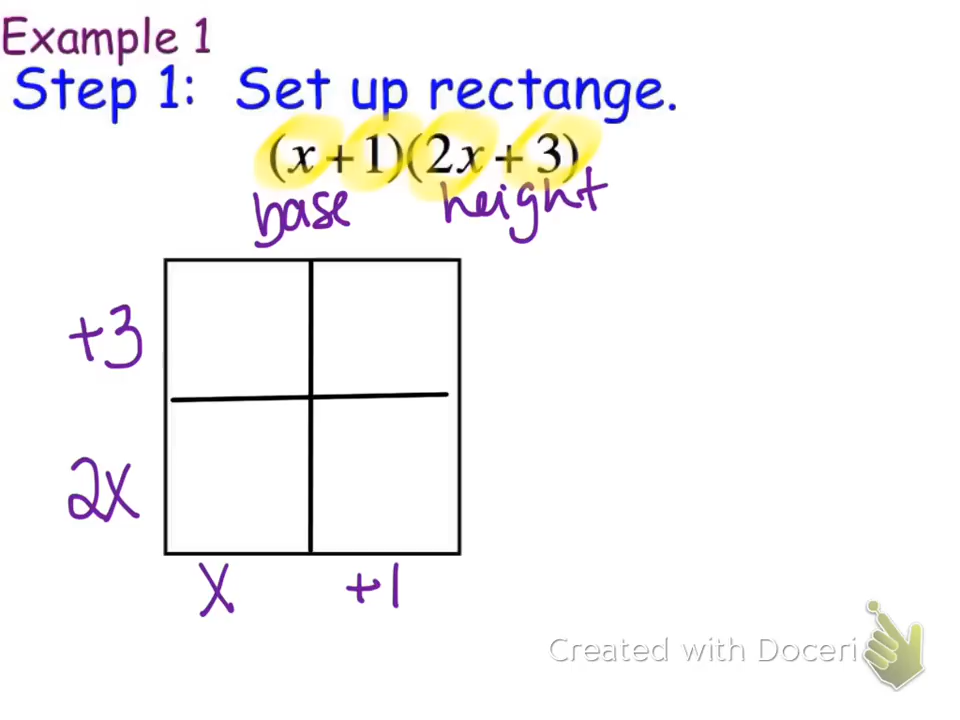 Example 1
Step 1: Set up rectange.
(x+1)(2x+3)
base height
+3
2x
x +1
Created with Doceri